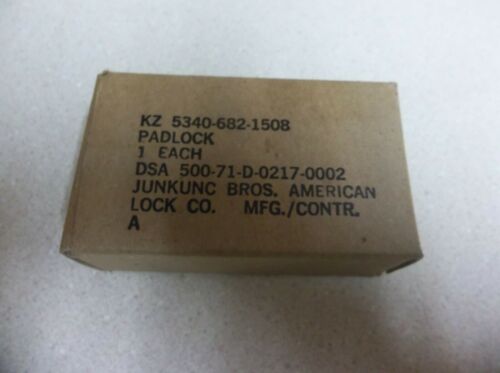 KZ 5340-682-1508
PADLOCK
1 EACH
DSA 500-71-D-0217-0002
JUNKUNC BROS. AMERICAN
LOCK CO. MFG./CONTR.
A